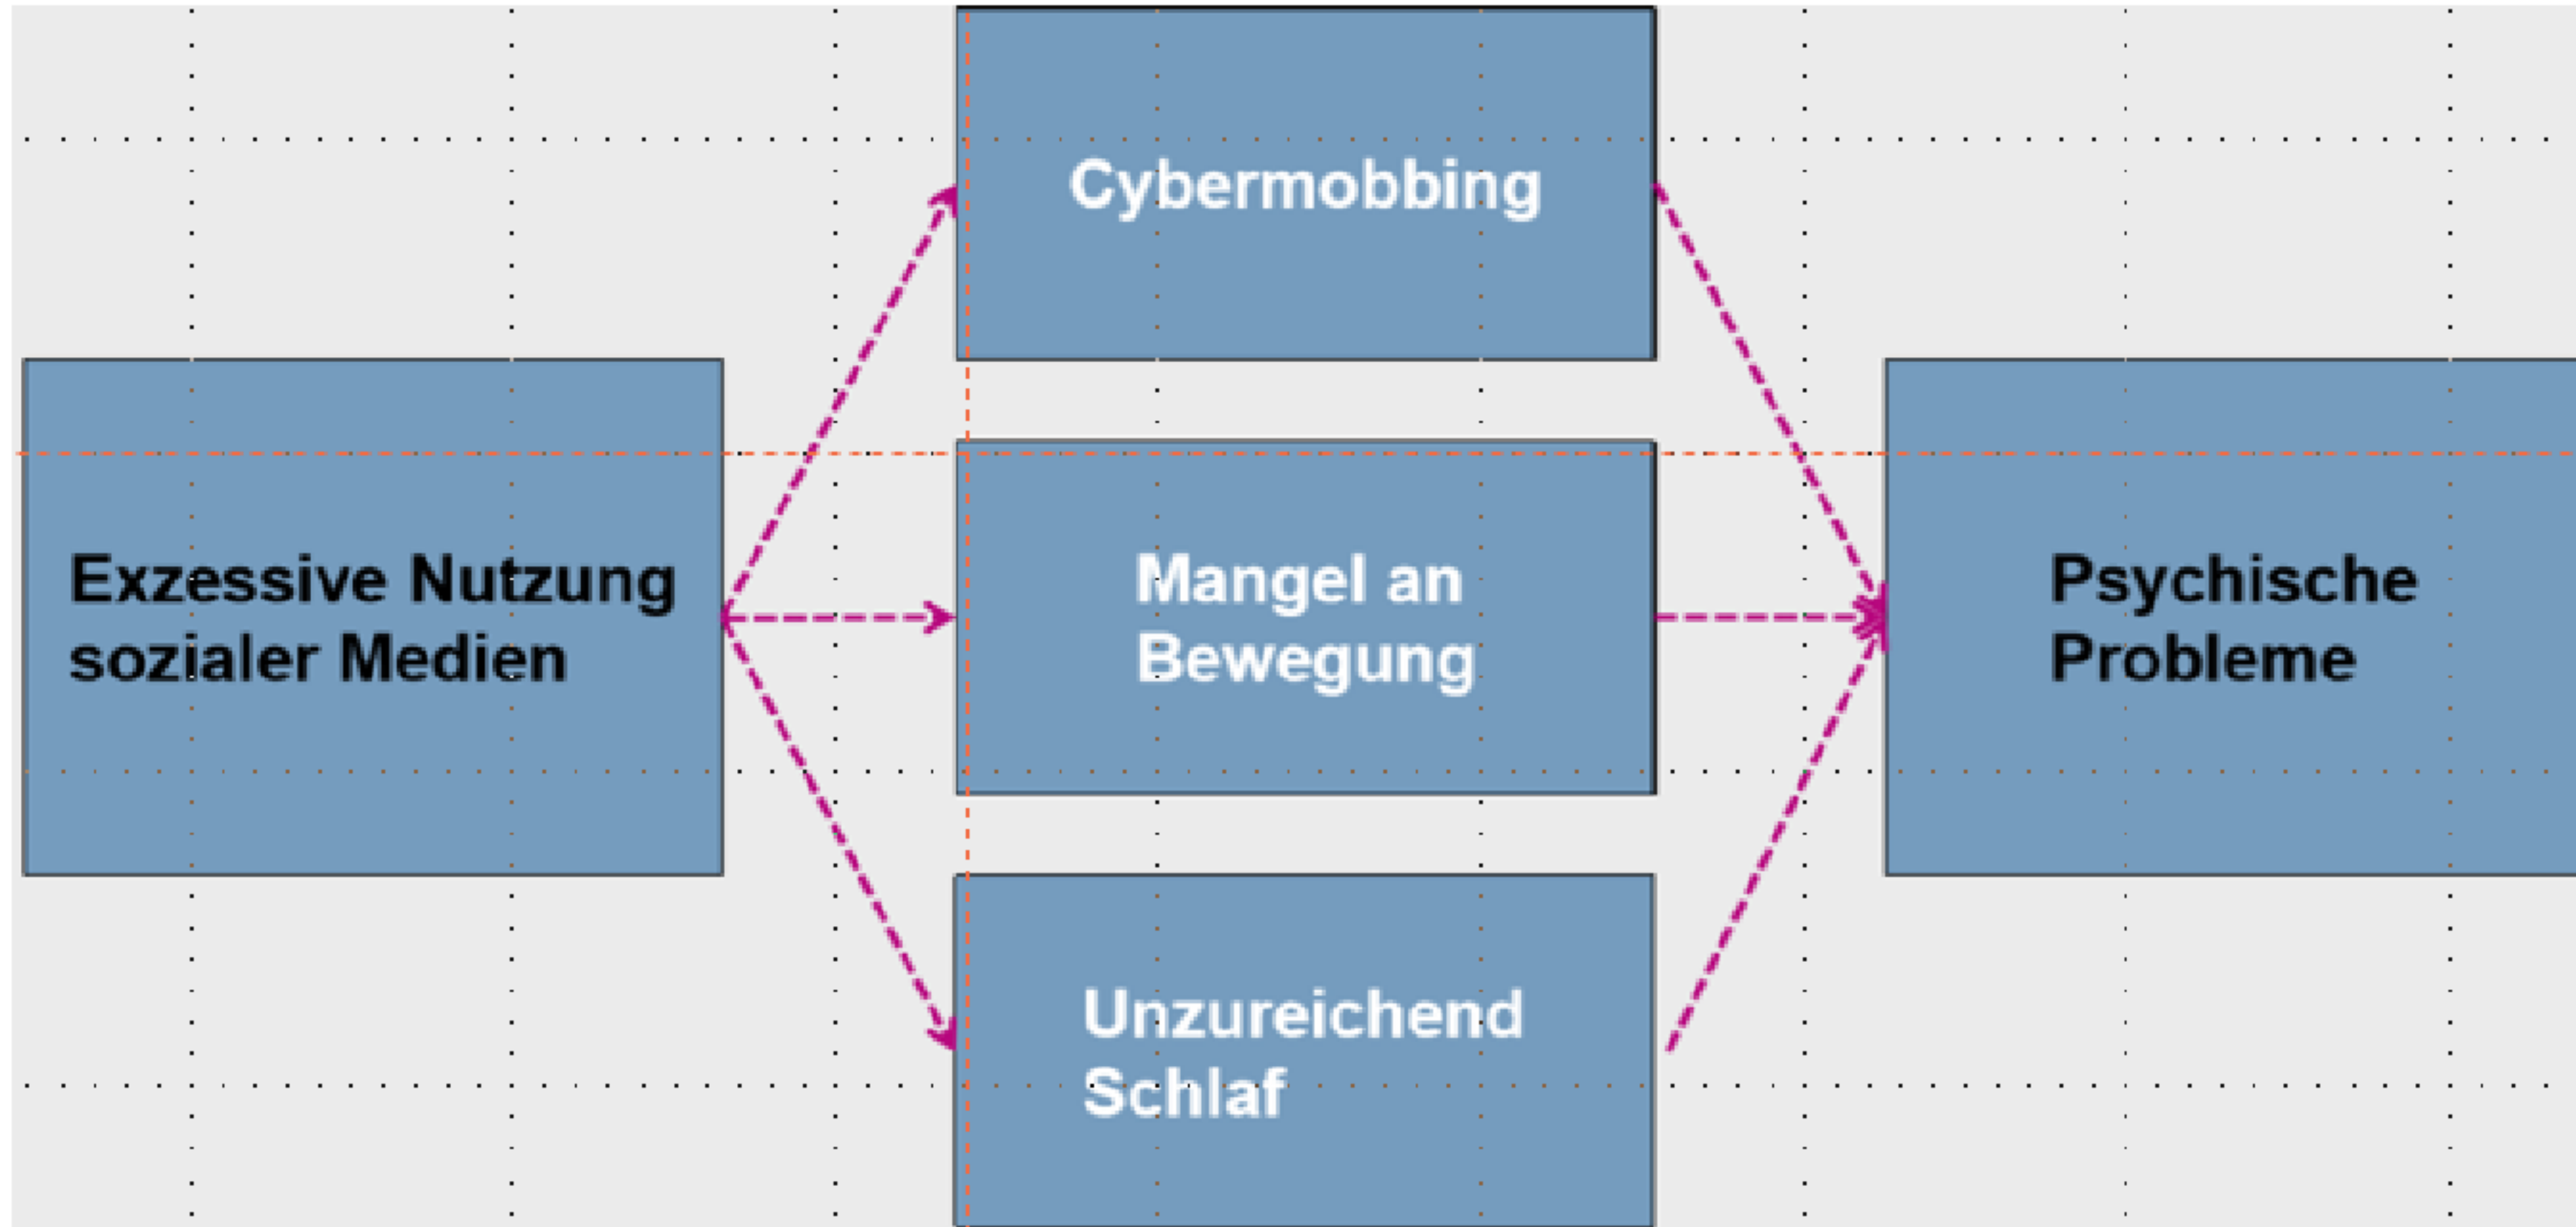 Cybermobbing
Exzessive Nutzung
sozialer Medien
Mangel an
Bewegung
Psychische
Probleme
Unzureichend
Schlaf